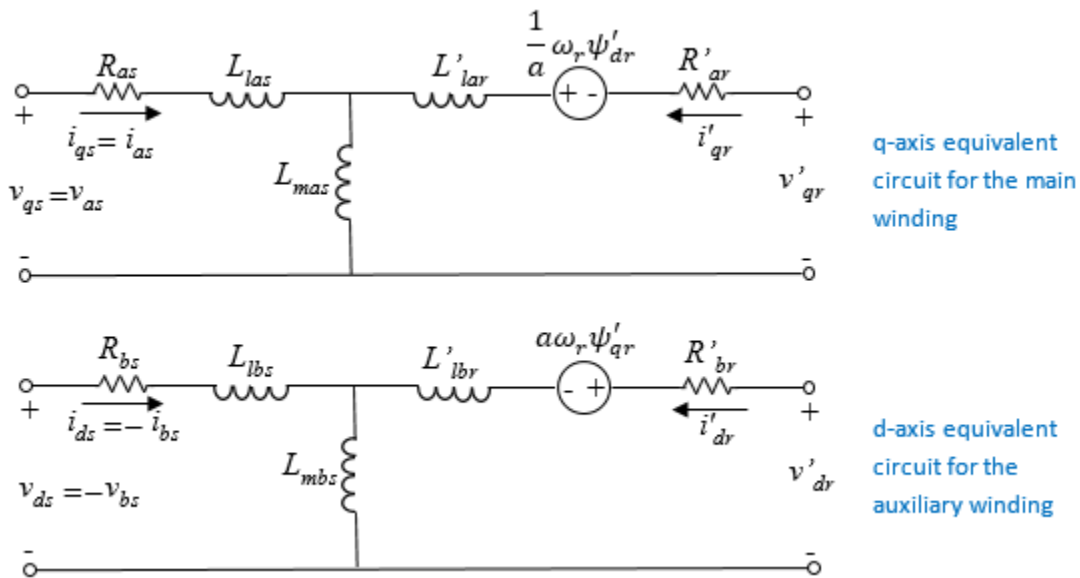 R_as
L_las
L'_lar
1/a ω_r ψ'_dr
R'_ar
+ -
+
i_qs= i_as
i'_qr
+
L_mas
v_qs =v_as
v'_qr
q-axis equivalent
circuit for the main
winding
-
-
R_bs
L_lbs
L'_lbr
aω_r ψ'_qr
R'_br
- +
+
i_ds =− i_bs
i'_dr
+
L_mbs
v_ds =−v_bs
v'_dr
d-axis equivalent
circuit for the
auxiliary winding
-
-